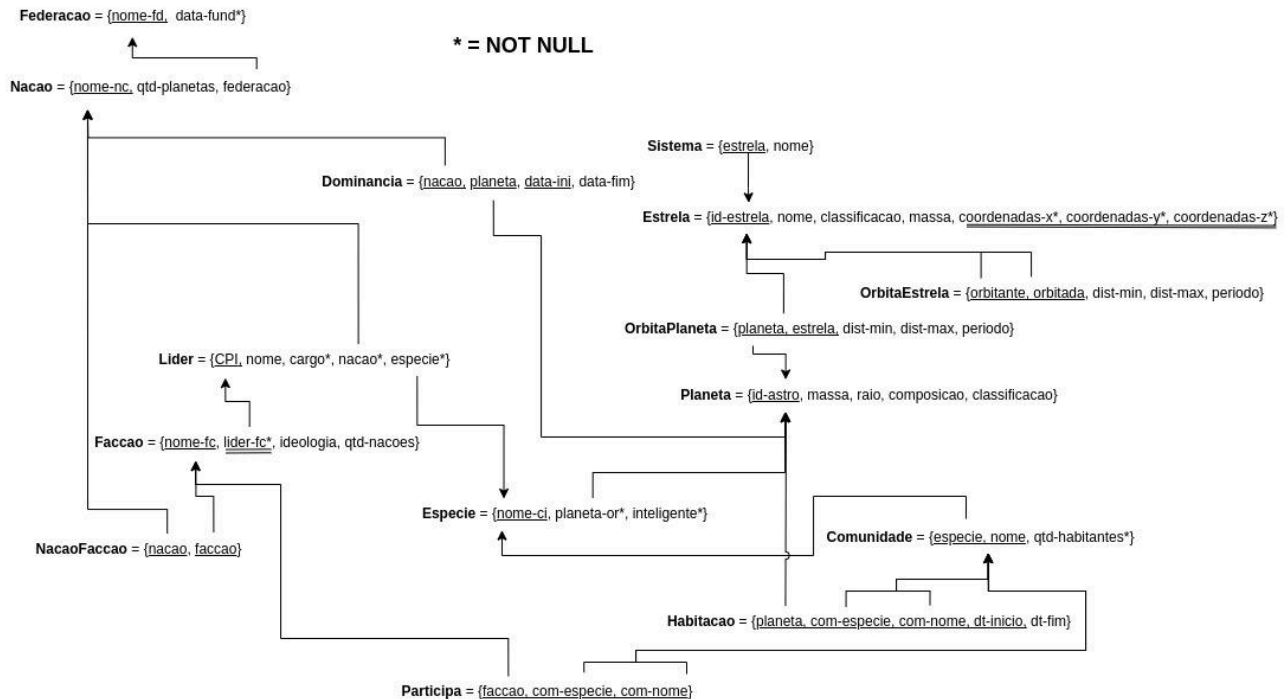 Federacao = {nome-fd, data-fund*}
* = NOT NULL
Nacao = {nome-nc, qtd-planetas, federacao}
Sistema = {estrela, nome}
Dominancia = {nacao, planeta, data-ini, data-fim}
Estrela = {id-estrela, nome, classificacao, massa, coordenadas-x*, coordenadas-y*, coordenadas-z*}
OrbitaEstrela = {orbitante, orbitada, dist-min, dist-max, periodo}
OrbitaPlaneta = {planeta, estrela, dist-min, dist-max, periodo}
Lider = {CPI, nome, cargo*, nacao*, especie*}
Planeta = {id-astro, massa, raio, composicao, classificacao}
Faccao = {nome-fc, lider-fc*, ideologia, qtd-nacoes}
Especie = {nome-ci, planeta-or*, inteligente*}
Comunidade = {especie, nome, qtd-habitantes*}
NacaoFaccao = {nacao, faccao}
Habitacao = {planeta, com-especie, com-nome, dt-inicio, dt-fim}
Participa = {faccao, com-especie, com-nome}